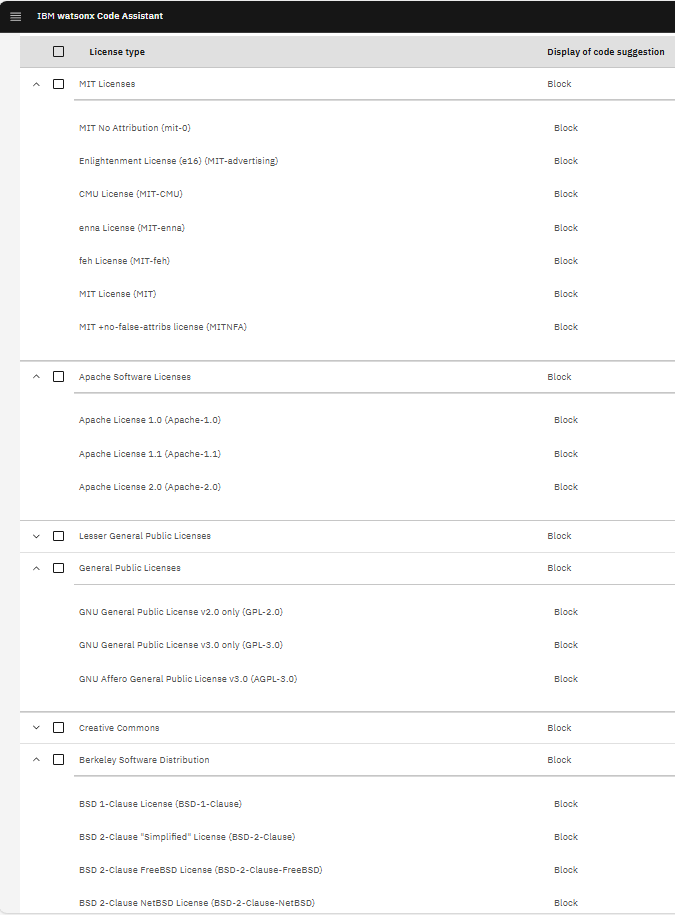 IBM watsonx Code Assistant
License type Display of code suggestion
MIT Licenses Block
MIT No Attribution (mit-0) Block
Enlightenment License (e16) (MIT-advertising) Block
CMU License (MIT-CMU) Block
enna License (MIT-enna) Block
feh License (MIT-feh) Block
MIT License (MIT) Block
MIT +no-false-attribs license (MITNFA) Block
Apache Software Licenses Block
Apache License 1.0 (Apache-1.0) Block
Apache License 1.1 (Apache-1.1) Block
Apache License 2.0 (Apache-2.0) Block
Lesser General Public Licenses Block
General Public Licenses Block
GNU General Public License v2.0 only (GPL-2.0) Block
GNU General Public License v3.0 only (GPL-3.0) Block
GNU Affero General Public License v3.0 (AGPL-3.0) Block
Creative Commons Block
Berkeley Software Distribution Block
BSD 1-Clause License (BSD-1-Clause) Block
BSD 2-Clause "Simplified" License (BSD-2-Clause) Block
BSD 2-Clause FreeBSD License (BSD-2-Clause-FreeBSD) Block
BSD 2-Clause NetBSD License (BSD-2-Clause-NetBSD) Block